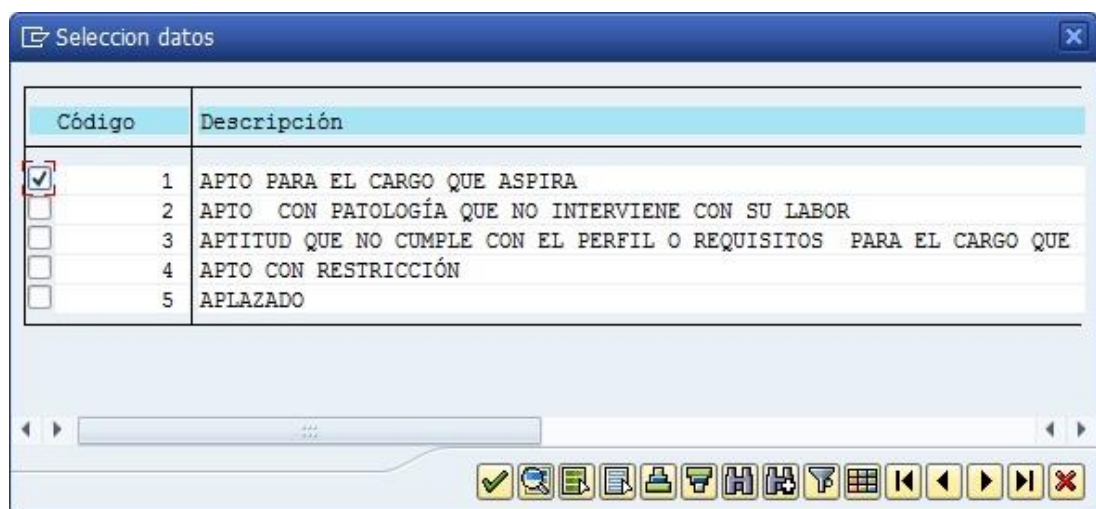 Seleccion datos
Código Descripción
1 APTO PARA EL CARGO QUE ASPIRA
2 APTO CON PATOLOGÍA QUE NO INTERVIENE CON SU LABOR
3 APTITUD QUE NO CUMPLE CON EL PERFIL O REQUISITOS PARA EL CARGO QUE
4 APTO CON RESTRICCIÓN
5 APLAZADO